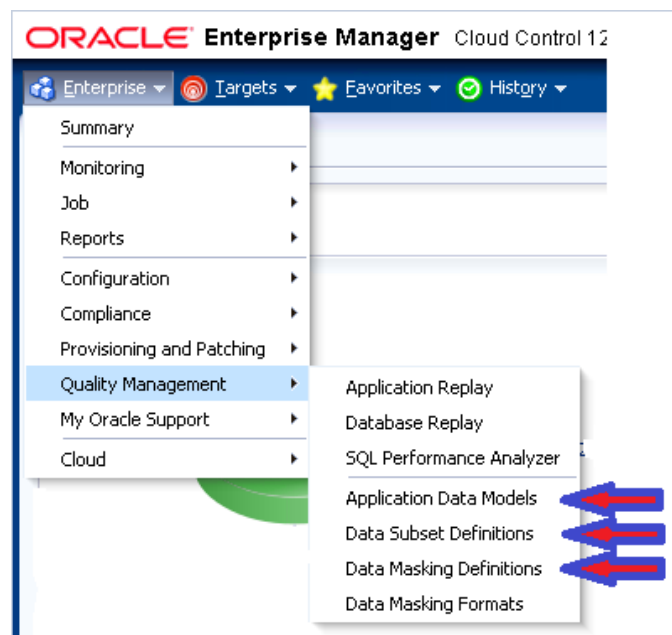 ORACLE Enterprise Manager Cloud Control 12
Enterprise Targets Favorites History
Summary
Monitoring
Job
Reports
Configuration
Compliance
Provisioning and Patching
Quality Management
My Oracle Support
Cloud
Application Replay
Database Replay
SQL Performance Analyzer
Application Data Models
Data Subset Definitions
Data Masking Definitions
Data Masking Formats